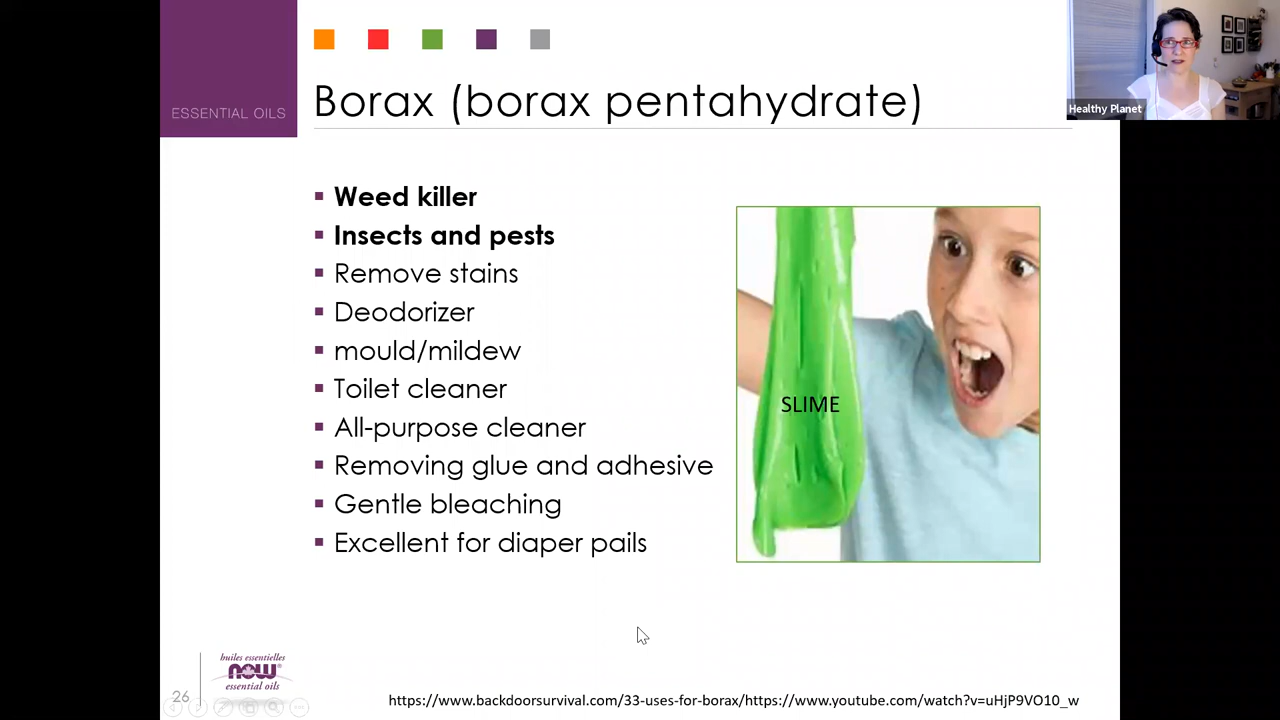 Healthy Planet
ESSENTIAL OILS
Borax (borax pentahydrate)
Weed killer
Insects and pests
Remove stains
Deodorizer
mould/mildew
Toilet cleaner
All-purpose cleaner
Removing glue and adhesive
Gentle bleaching
Excellent for diaper pails
SLIME
huiles essentielles
now
essential oils
26
https://www.backdoorsurvival.com/33-uses-for-borax/https://www.youtube.com/watch?v=uHjP9VO10_w